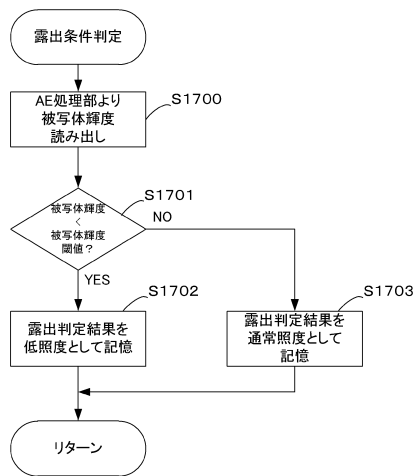 露出条件判定
AE処理部より
被写体輝度
読み出し
S1700
被写体輝度
<
被写体輝度
閾値？
S1701
NO
YES
露出判定結果を
低照度として記憶
S1702
露出判定結果を
通常照度として
記憶
S1703
リターン